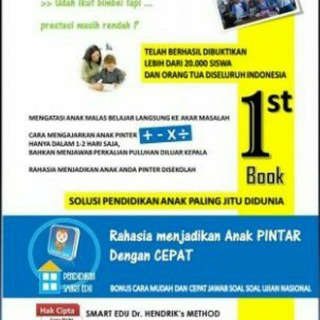 >> Udah ikut bimbel tapi ...
prestasi masih rendah ?
TELAH BERHASIL DIBUKTIKAN
LEBIH DARI 20.000 SISWA
DAN ORANG TUA DISELURUH INDONESIA
1st
Book
MENGATASI ANAK MALAS BELAJAR LANGSUNG KE AKAR MASALAH
CARA MENGAJARKAN ANAK PINTER + - X ÷
HANYA DALAM 1-2 HARI SAJA,
BAHKAN MENJAWAB PERKALIAN PULUHAN DILUAR KEPALA
RAHASIA MENJADIKAN ANAK ANDA PINTER DISEKOLAH
SOLUSI PENDIDIKAN ANAK PALING JITU DIDUNIA
Rahasia menjadikan Anak PINTAR
Dengan CEPAT
PENDIDIKAN
SMART EDU
BONUS CARA MUDAH DAN CEPAT JAWAB SOAL SOAL UJIAN NASIONAL
Hak Cipta
SMART EDU Dr. HENDRIK's METHOD